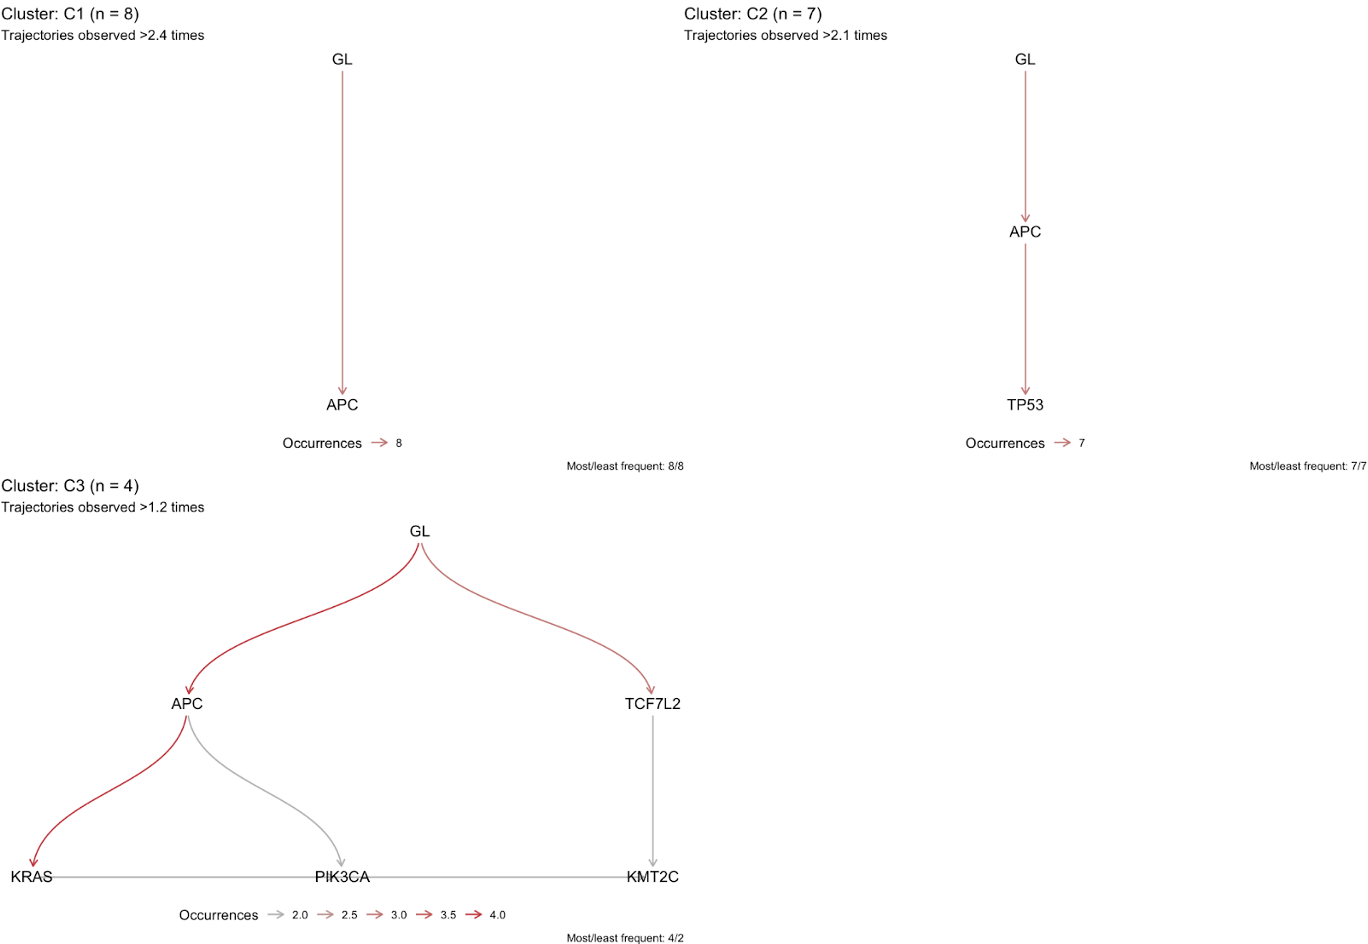 Cluster: C1 (n = 8)
Trajectories observed >2.4 times
GL
APC
Occurrences 8
Most/least frequent: 8/8
Cluster: C2 (n = 7)
Trajectories observed >2.1 times
GL
APC
TP53
Occurrences 7
Most/least frequent: 7/7
Cluster: C3 (n = 4)
Trajectories observed >1.2 times
GL
APC TCF7L2
KRAS PIK3CA KMT2C
Occurrences 2.0 2.5 3.0 3.5 4.0
Most/least frequent: 4/2